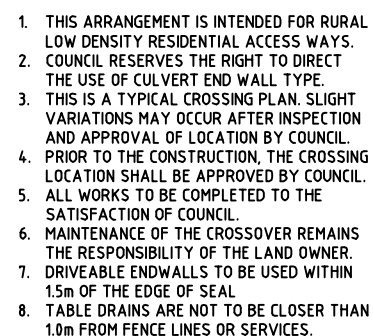 1. THIS ARRANGEMENT IS INTENDED FOR RURAL
LOW DENSITY RESIDENTIAL ACCESS WAYS.
2. COUNCIL RESERVES THE RIGHT TO DIRECT
THE USE OF CULVERT END WALL TYPE.
3. THIS IS A TYPICAL CROSSING PLAN. SLIGHT
VARIATIONS MAY OCCUR AFTER INSPECTION
AND APPROVAL OF LOCATION BY COUNCIL.
4. PRIOR TO THE CONSTRUCTION, THE CROSSING
LOCATION SHALL BE APPROVED BY COUNCIL.
5. ALL WORKS TO BE COMPLETED TO THE
SATISFACTION OF COUNCIL.
6. MAINTENANCE OF THE CROSSOVER REMAINS
THE RESPONSIBILITY OF THE LAND OWNER.
7. DRIVEABLE ENDWALLS TO BE USED WITHIN
1.5m OF THE EDGE OF SEAL
8. TABLE DRAINS ARE NOT TO BE CLOSER THAN
1.0m FROM FENCE LINES OR SERVICES.